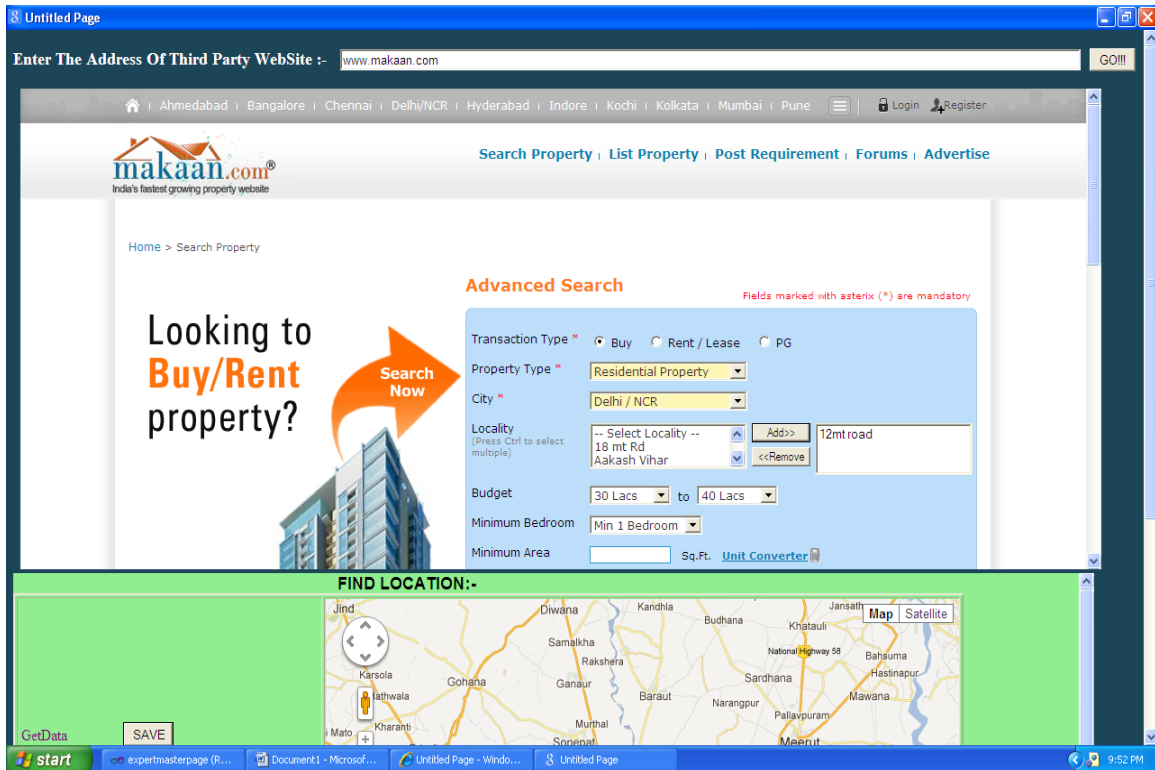 Untitled Page
Enter The Address Of Third Party WebSite :- www.makaan.com GO!!!
Ahmedabad | Bangalore | Chennai | Delhi/NCR | Hyderabad | Indore | Kochi | Kolkata | Mumbai | Pune Login Register
makaan.com®
India's fastest growing property website
Search Property | List Property | Post Requirement | Forums | Advertise
Home > Search Property
Looking to
Buy/Rent
property?
Search
Now
Advanced Search
Fields marked with asterix (*) are mandatory
Transaction Type * Buy Rent / Lease PG
Property Type * Residential Property
City * Delhi / NCR
Locality
(Press Ctrl to select
multiple)
-- Select Locality --
18 mt Rd
Aakash Vihar
Add>>
<<Remove
12mt road
Budget 30 Lacs to 40 Lacs
Minimum Bedroom Min 1 Bedroom
Minimum Area Sq.Ft. Unit Converter
FIND LOCATION:-
Jind Diwana Kandhla Budhana Jansath Map Satellite
Khatauli
Samalkha National Highway 58 Bahsuma
Rakshera
Karsola Gohana Ganaur Sardhana Hastinapur
Baraut Narangpur Mawana
Pallavpuram
Kharanti Murthal
i Mato Sonepat Meerut
GetData SAVE
start expertmasterpage (R... Document1 - Microsof... Untitled Page - Windo... Untitled Page 9:52 PM